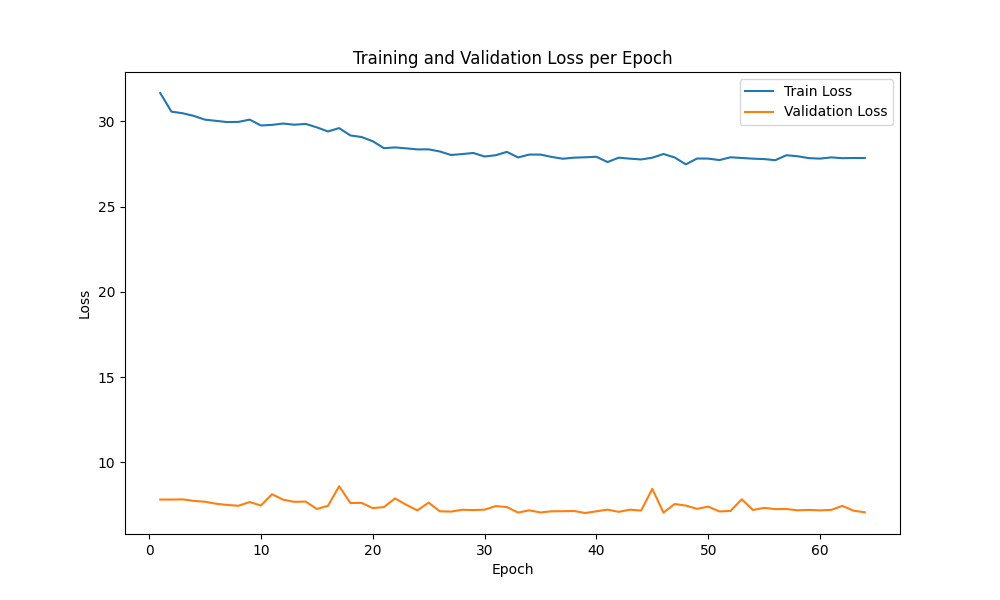 Training and Validation Loss per Epoch
Train Loss
Validation Loss
30
25
20
15
10
Loss
0 10 20 30 40 50 60
Epoch